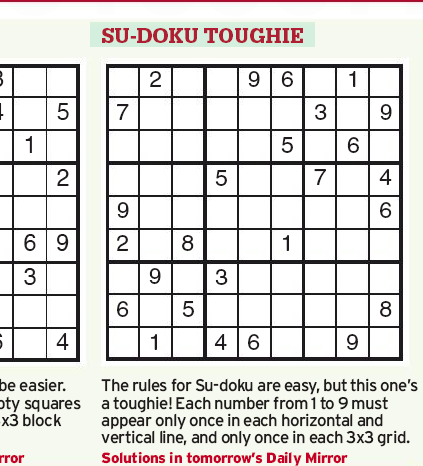 SU-DOKU TOUGHIE
5
1
2
6 9
3
4
2 9 6 1
7 3 9
5 6
5 7 4
9 6
2 8 1
9 3
6 5 8
1 4 6 9
be easier.
pty squares
x3 block
rror
The rules for Su-doku are easy, but this one's
a toughie! Each number from 1 to 9 must
appear only once in each horizontal and
vertical line, and only once in each 3x3 grid.
Solutions in tomorrow's Daily Mirror